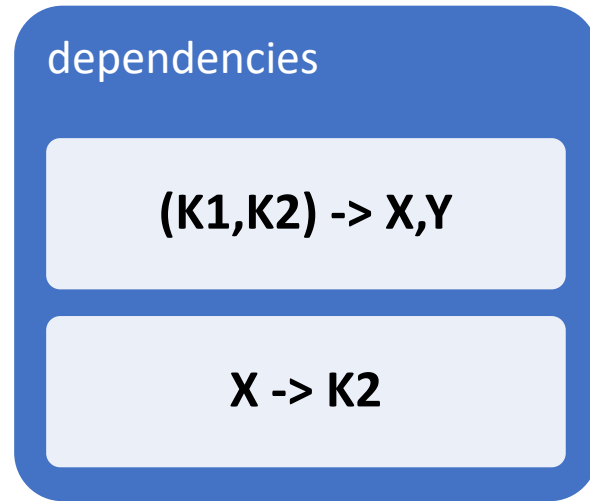 dependencies
(K1,K2) -> X,Y
X -> K2